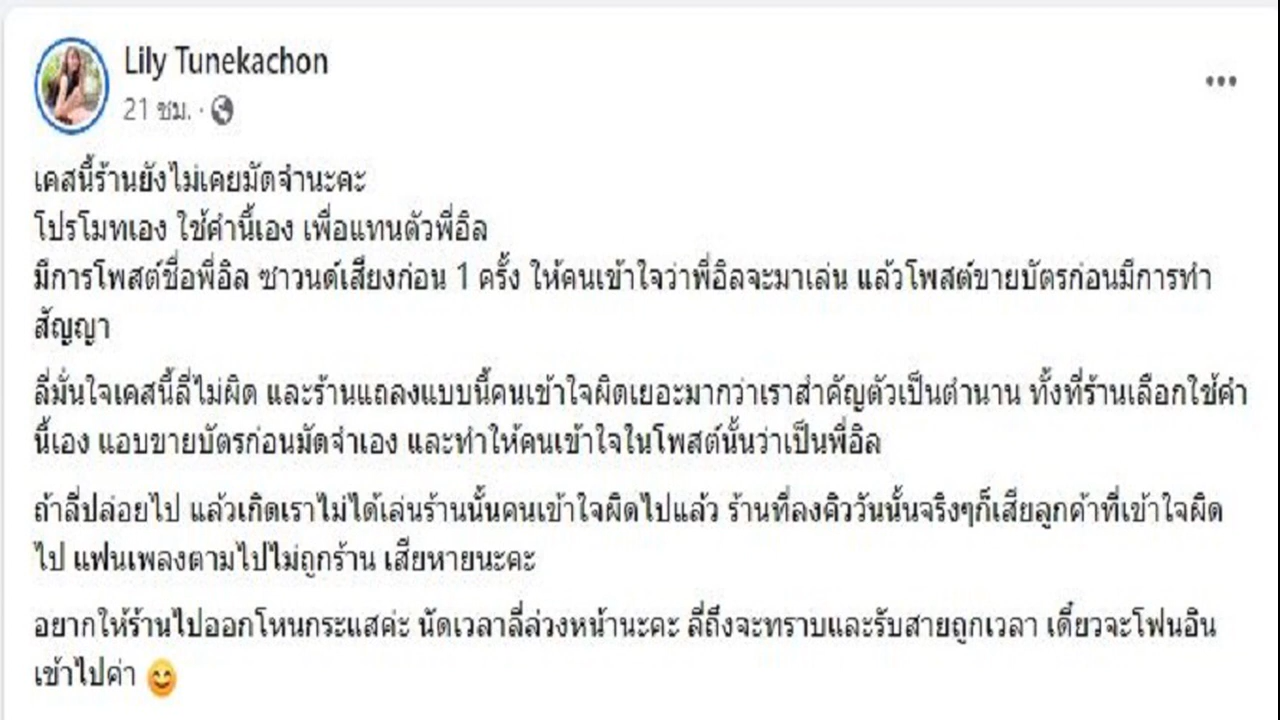 Lily Tunekachon
21 ชม. ·
เคสนี้ร้านยังไม่เคยมัดจำนะคะ
โปรโมทเอง ใช้คำนี้เอง เพื่อแทนตัวพี่อิล
มีการโพสต์ชื่อพี่อิล ซาวนด์เสียงก่อน 1 ครั้ง ให้คนเข้าใจว่าพี่อิลจะมาเล่น แล้วโพสต์ขายบัตรก่อนมีการทำ
สัญญา
ลี่มั่นใจเคสนี้ลี่ไม่ผิด และร้านแถลงแบบนี้คนเข้าใจผิดเยอะมากว่าเราสำคัญตัวเป็นตำนาน ทั้งที่ร้านเลือกใช้คำ
นี้เอง แอบขายบัตรก่อนมัดจำเอง และทำให้คนเข้าใจในโพสต์นั้นว่าเป็นพี่อิล
ถ้าลี่ปล่อยไป แล้วเกิดเราไม่ได้เล่นร้านนั้นคนเข้าใจผิดไปแล้ว ร้านที่ลงคิววันนั้นจริงๆก็เสียลูกค้าที่เข้าใจผิด
ไป แฟนเพลงตามไปไม่ถูกร้าน เสียหายนะคะ
อยากให้ร้านไปออกโหนกระแสค่ะ นัดเวลาลี่ล่วงหน้านะคะ ลี่ถึงจะทราบและรับสายถูกเวลา เดี๋ยวจะโฟนอิน
เข้าไปค่า 😊